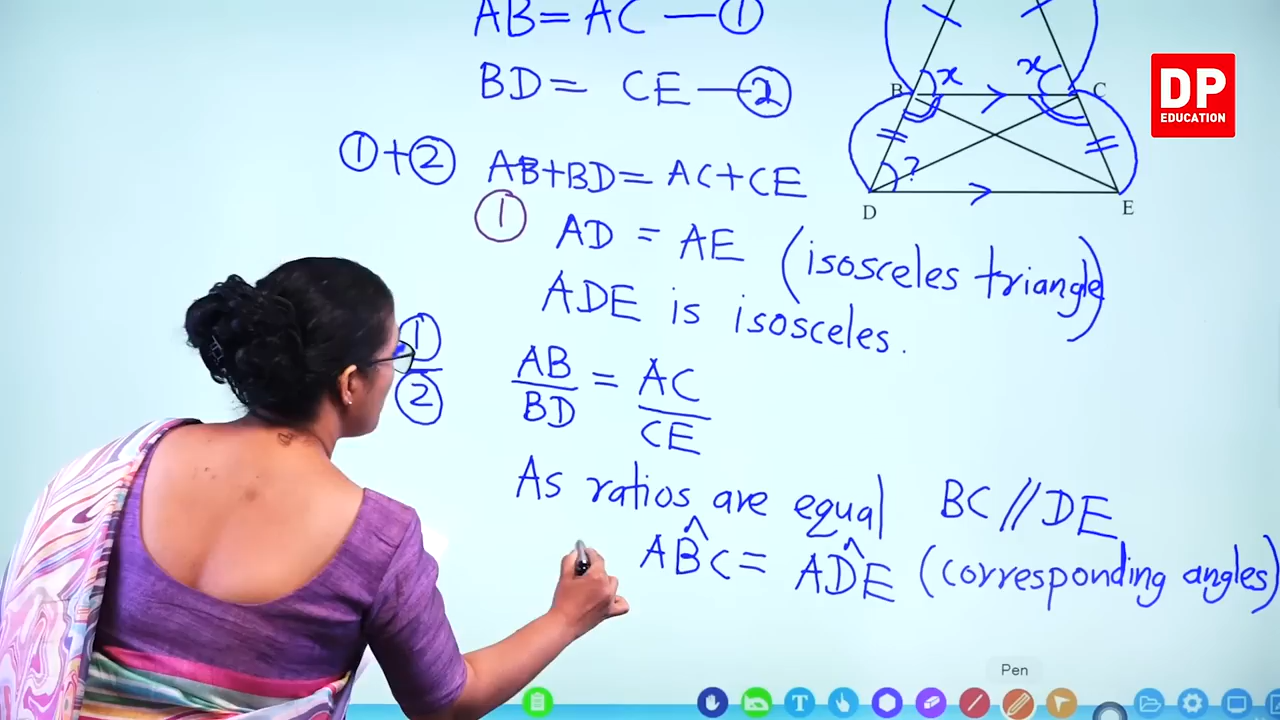 AB = AC — ①
BD = CE — ②
①+② AB+BD = AC+CE
① AD = AE (isosceles triangle)
ADE is isosceles.
①/② AB/BD = AC/CE
As ratios are equal BC // DE
AB̂C = AD̂E (corresponding angles)
x x
B C
?
D E
DP
EDUCATION
Pen
T